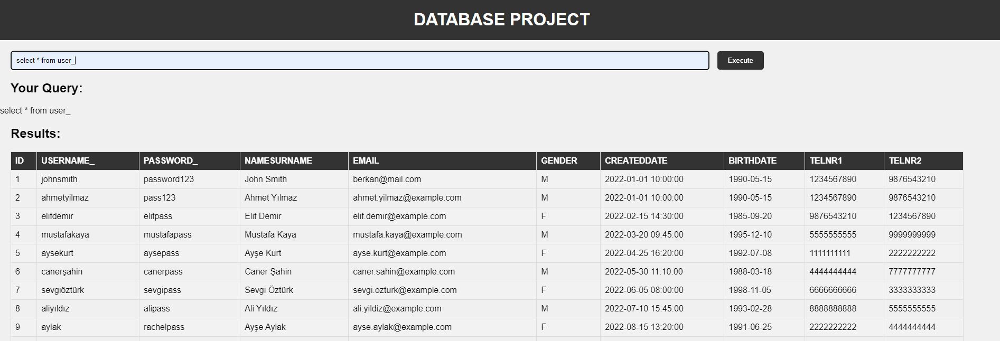 DATABASE PROJECT
select * from user_
Execute
Your Query:
select * from user_
Results:
ID USERNAME_ PASSWORD_ NAMESURNAME EMAIL GENDER CREATEDDATE BIRTHDATE TELNR1 TELNR2
1 johnsmith password123 John Smith berkan@mail.com M 2022-01-01 10:00:00 1990-05-15 1234567890 9876543210
2 ahmetyilmaz pass123 Ahmet Yılmaz ahmet.yilmaz@example.com M 2022-01-01 10:00:00 1990-05-15 1234567890 9876543210
3 elifdemir elifpass Elif Demir elif.demir@example.com F 2022-02-15 14:30:00 1985-09-20 9876543210 1234567890
4 mustafakaya mustafapass Mustafa Kaya mustafa.kaya@example.com M 2022-03-20 09:45:00 1995-12-10 5555555555 9999999999
5 aysekurt aysepass Ayşe Kurt ayse.kurt@example.com F 2022-04-25 16:20:00 1992-07-08 1111111111 2222222222
6 canerşahin canerpass Caner Şahin caner.sahin@example.com M 2022-05-30 11:10:00 1988-03-18 4444444444 7777777777
7 sevgiöztürk sevgipass Sevgi Öztürk sevgi.ozturk@example.com F 2022-06-05 08:00:00 1998-11-05 6666666666 3333333333
8 aliyıldız alipass Ali Yıldız ali.yildiz@example.com M 2022-07-10 15:45:00 1993-02-28 8888888888 5555555555
9 aylak rachelpass Ayşe Aylak ayse.aylak@example.com F 2022-08-15 13:20:00 1991-06-25 2222222222 4444444444